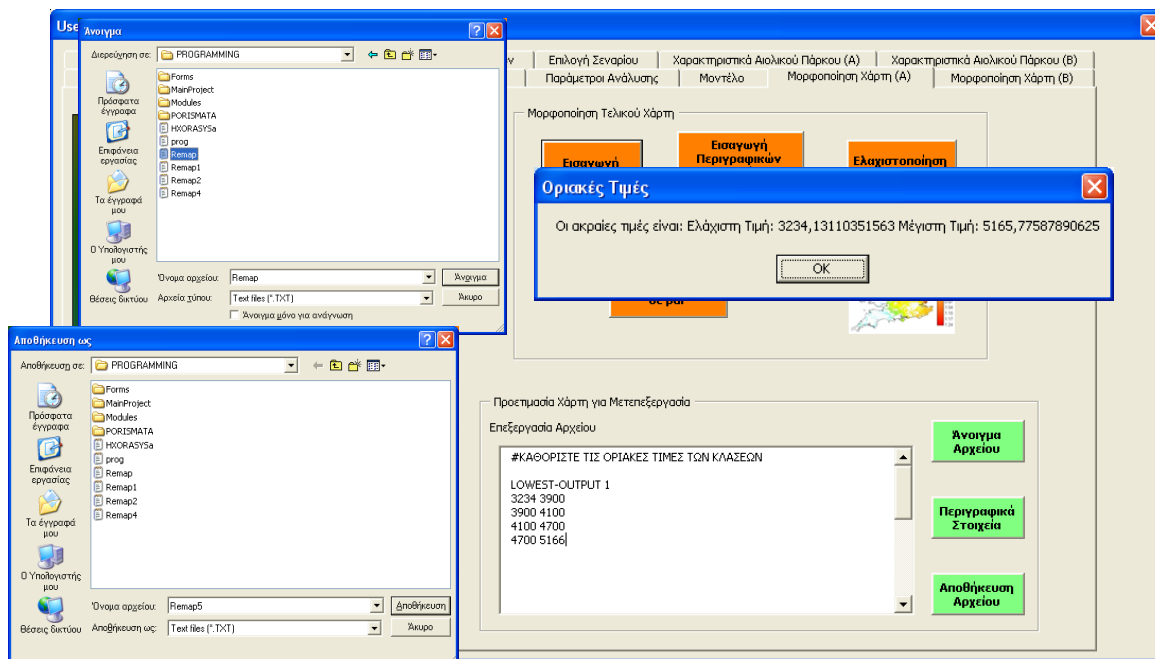 Use
ν
Επιλογή Σεναρίου
Χαρακτηριστικά Αιολικού Πάρκου (Α)
Χαρακτηριστικά Αιολικού Πάρκου (Β)
Παράμετροι Ανάλυσης
Μοντέλο
Μορφοποίηση Χάρτη (Α)
Μορφοποίηση Χάρτη (Β)
Άνοιγμα
Διερεύνηση σε:
PROGRAMMING
Πρόσφατα
έγγραφα
Επιφάνεια
εργασίας
Τα έγγραφά
μου
Ο Υπολογιστής
μου
Θέσεις δικτύου
Forms
MainProject
Modules
PORISMATA
HXORASYSa
prog
Remap
Remap1
Remap2
Remap4
Όνομα αρχείου:
Remap
Άνοιγμα
Αρχεία τύπου:
Text files (*.TXT)
Άκυρο
Άνοιγμα μόνο για ανάγνωση
Μορφοποίηση Τελικού Χάρτη
Εισαγωγή
Εισαγωγή
Περιγραφικών
Ελαχιστοποίηση
Οριακές Τιμές
Οι ακραίες τιμές είναι: Ελάχιστη Τιμή: 3234,13110351563 Μέγιστη Τιμή: 5165,77587890625
OK
Αποθήκευση ως
Αποθήκευση σε:
PROGRAMMING
Πρόσφατα
έγγραφα
Επιφάνεια
εργασίας
Τα έγγραφά
μου
Ο Υπολογιστής
μου
Θέσεις δικτύου
Forms
MainProject
Modules
PORISMATA
HXORASYSa
prog
Remap
Remap1
Remap2
Remap4
Όνομα αρχείου:
Remap5
Αποθήκευση
Αποθήκευση ως:
Text files (*.TXT)
Άκυρο
Προετιμασία Χάρτη για Μετεπεξεργασία
Επεξεργασία Αρχείου
#ΚΑΘΟΡΙΣΤΕ ΤΙΣ ΟΡΙΑΚΕΣ ΤΙΜΕΣ ΤΩΝ ΚΛΑΣΕΩΝ
LOWEST-OUTPUT 1
3234 3900
3900 4100
4100 4700
4700 5166
Άνοιγμα
Αρχείου
Περιγραφικά
Στοιχεία
Αποθήκευση
Αρχείου